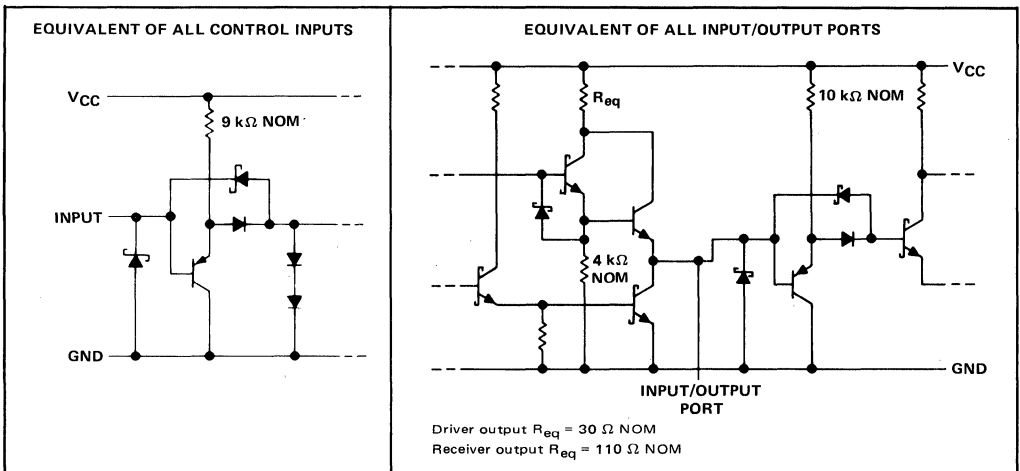 EQUIVALENT OF ALL CONTROL INPUTS
VCC
9 kΩ NOM
INPUT
GND
EQUIVALENT OF ALL INPUT/OUTPUT PORTS
VCC
Req
10 kΩ NOM
4 kΩ
NOM
GND
INPUT/OUTPUT
PORT
Driver output Req = 30 Ω NOM
Receiver output Req = 110 Ω NOM